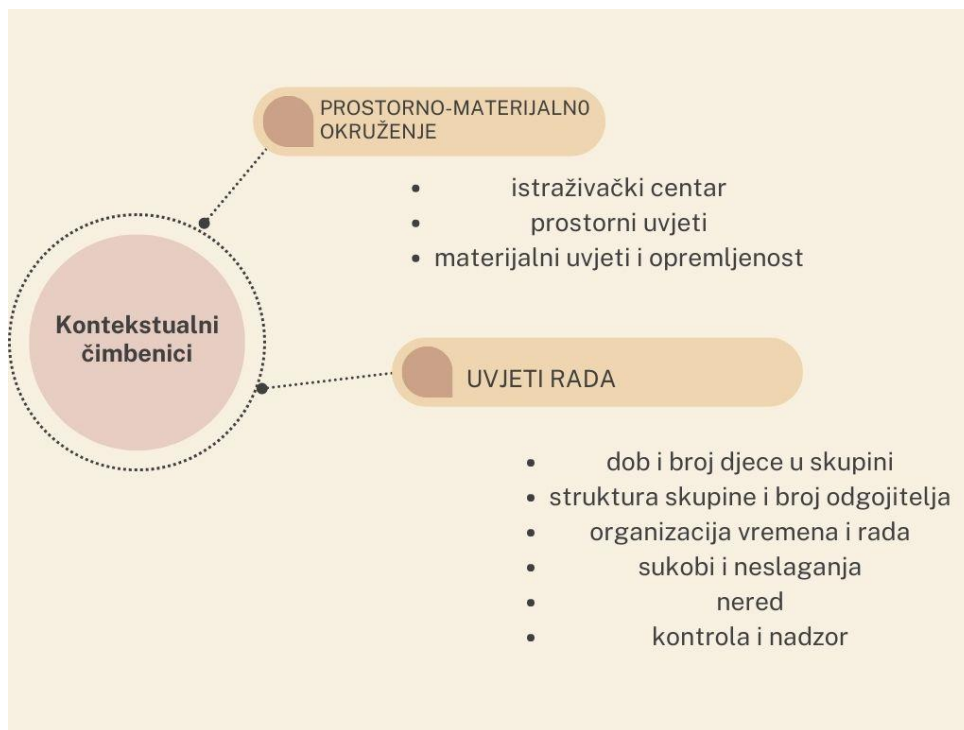 PROSTORNO-MATERIJALN0
OKRUŽENJE
• istraživački centar
• prostorni uvjeti
• materijalni uvjeti i opremljenost
Kontekstualni
čimbenici
UVJETI RADA
• dob i broj djece u skupini
• struktura skupine i broj odgojitelja
• organizacija vremena i rada
• sukobi i neslaganja
• nered
• kontrola i nadzor